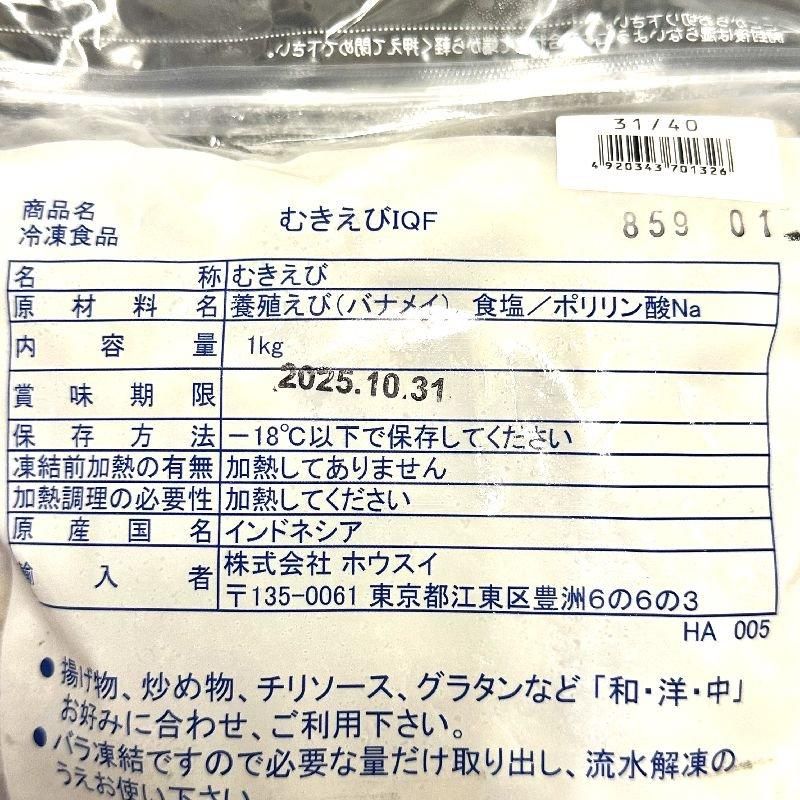 31/40
4920343701326
商品名
冷凍食品
むきえびIQF
859 01
名称 むきえび
原材料名 養殖えび(バナメイ) 食塩/ポリリン酸Na
内容量 1kg
賞味期限 2025.10.31
保存方法 -18℃以下で保存してください
凍結前加熱の有無 加熱してありません
加熱調理の必要性 加熱してください
原産国名 インドネシア
輸入者 株式会社 ホウスイ
〒135-0061 東京都江東区豊洲6の6の3
HA 005
●揚げ物、炒め物、チリソース、グラタンなど「和・洋・中」
お好みに合わせ、ご利用下さい。
●バラ凍結ですので必要な量だけ取り出し、流水解凍の
うえお使い下さい